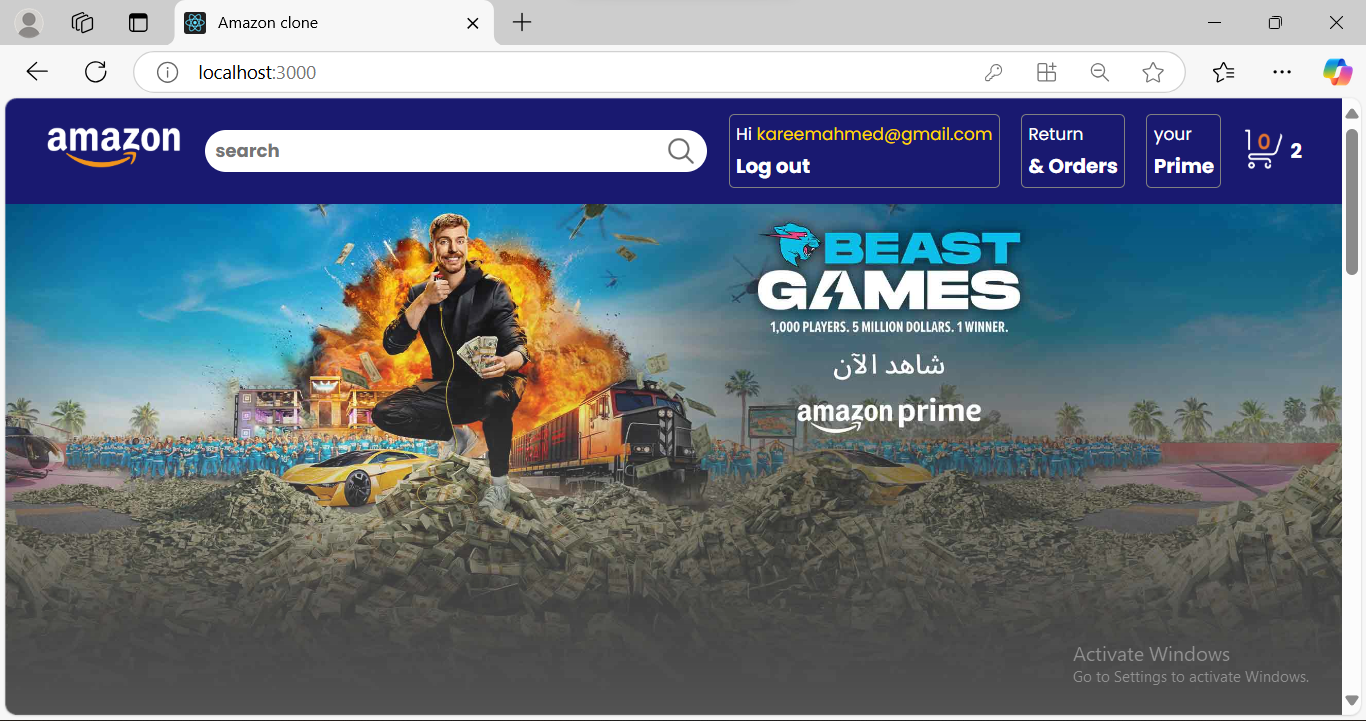 Amazon clone
localhost:3000
amazon
search
Hi kareemahmed@gmail.com
Log out
Return
& Orders
your
Prime
0
2
BEAST
GAMES
1,000 PLAYERS. 5 MILLION DOLLARS. 1 WINNER.
شاهد الآن
amazon prime
Activate Windows
Go to Settings to activate Windows.